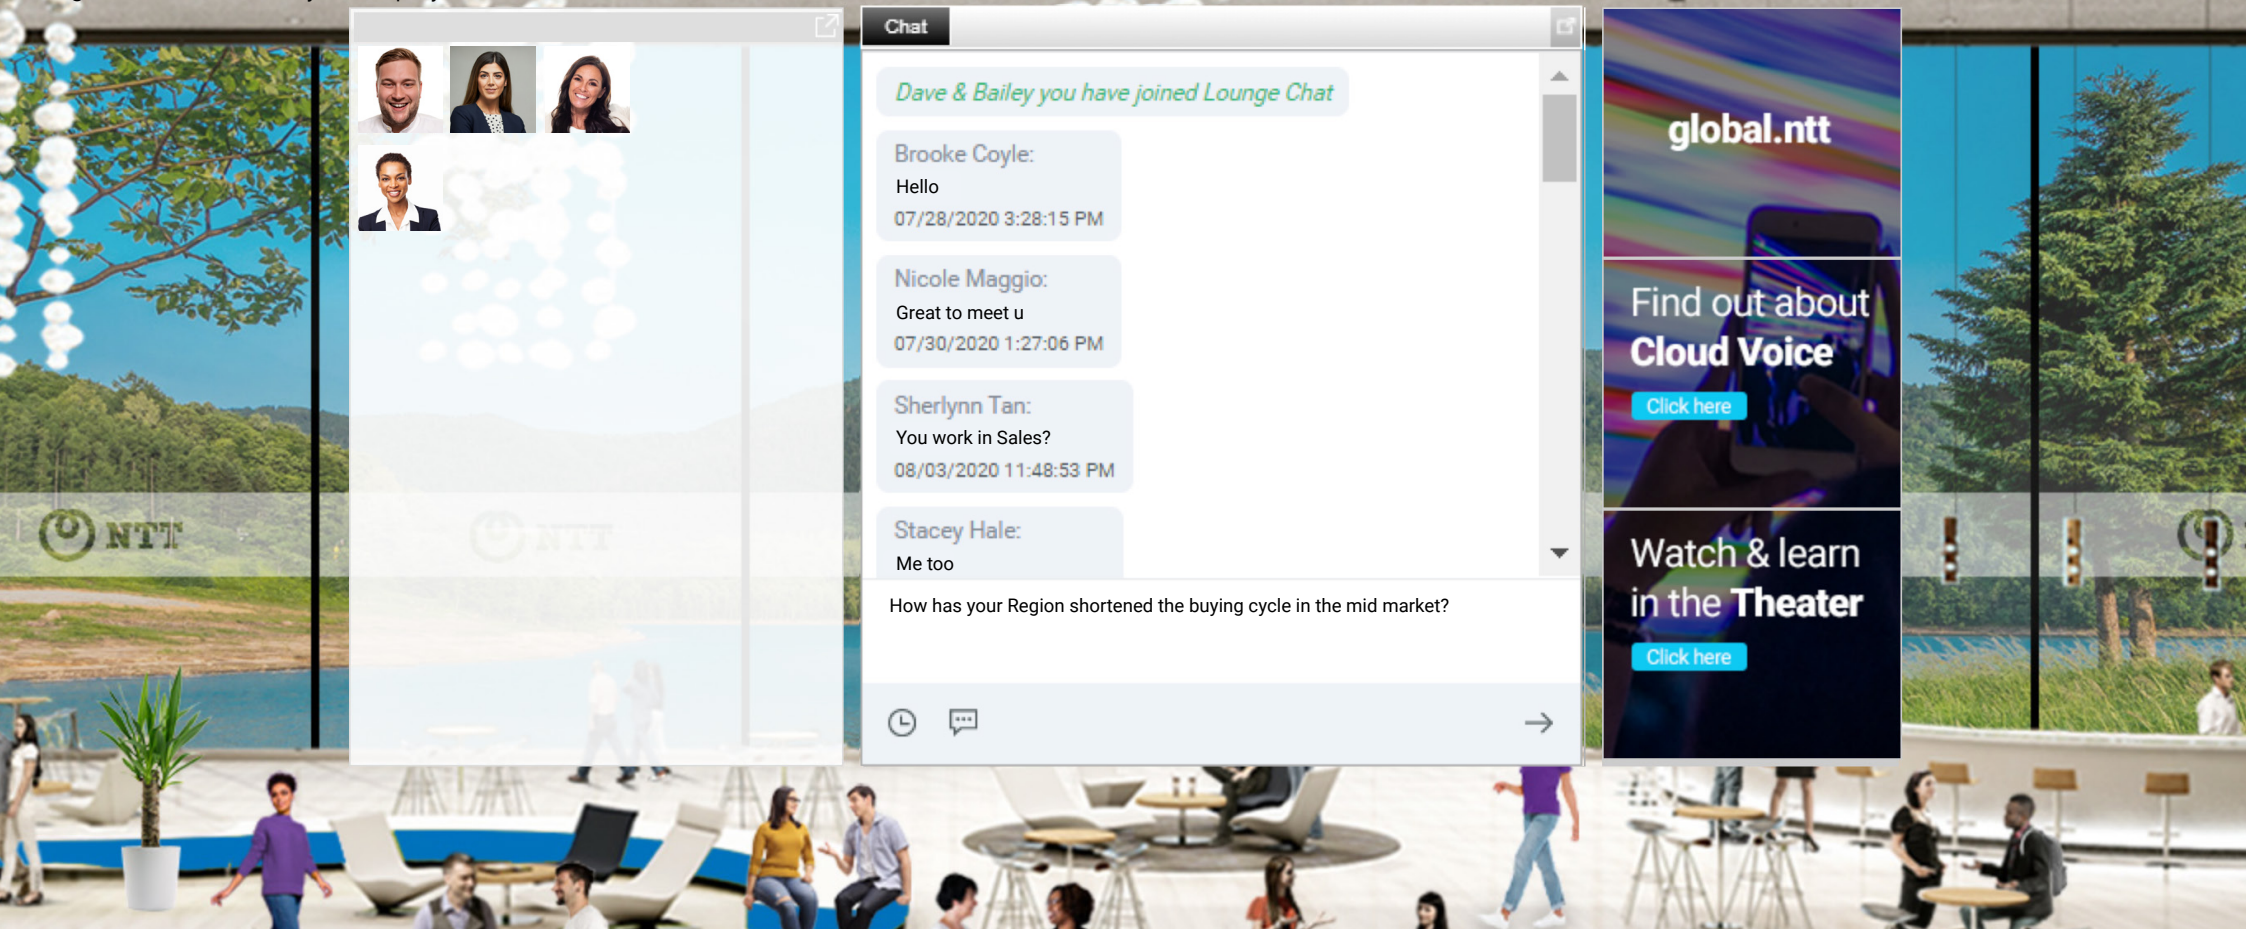 Chat
Dave & Bailey you have joined Lounge Chat
Brooke Coyle:
Hello
07/28/2020 3:28:15 PM
Nicole Maggio:
Great to meet u
07/30/2020 1:27:06 PM
Sherlynn Tan:
You work in Sales?
08/03/2020 11:48:53 PM
Stacey Hale:
Me too
How has your Region shortened the buying cycle in the mid market?
global.ntt
Find out about
Cloud Voice
Click here
Watch & learn
in the Theater
Click here
NTT
NTT